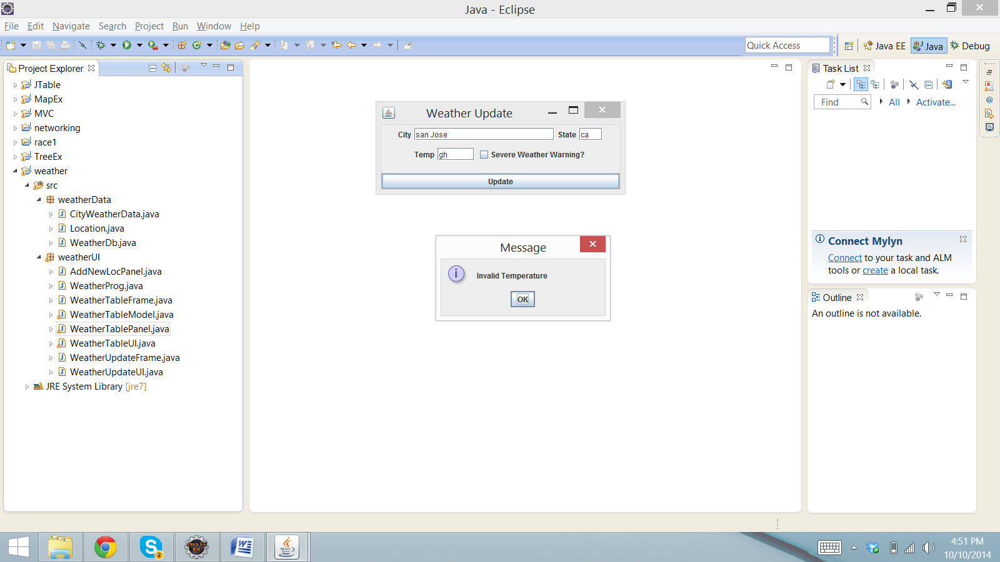 Java - Eclipse
File Edit Navigate Search Project Run Window Help
Quick Access
Java EE
Java
Debug
Project Explorer
JTable
MapEx
MVC
networking
race1
TreeEx
weather
src
weatherData
CityWeatherData.java
Location.java
WeatherDb.java
weatherUI
AddNewLocPanel.java
WeatherProg.java
WeatherTableFrame.java
WeatherTableModel.java
WeatherTablePanel.java
WeatherTableUI.java
WeatherUpdateFrame.java
WeatherUpdateUI.java
JRE System Library [jre7]
Weather Update
City san Jose State ca
Temp gh Severe Weather Warning?
Update
Message
Invalid Temperature
OK
Task List
Find All Activate...
Connect Mylyn
Connect to your task and ALM
tools or create a local task.
Outline
An outline is not available.
2
Java EE
IDE
4:51 PM
10/10/2014